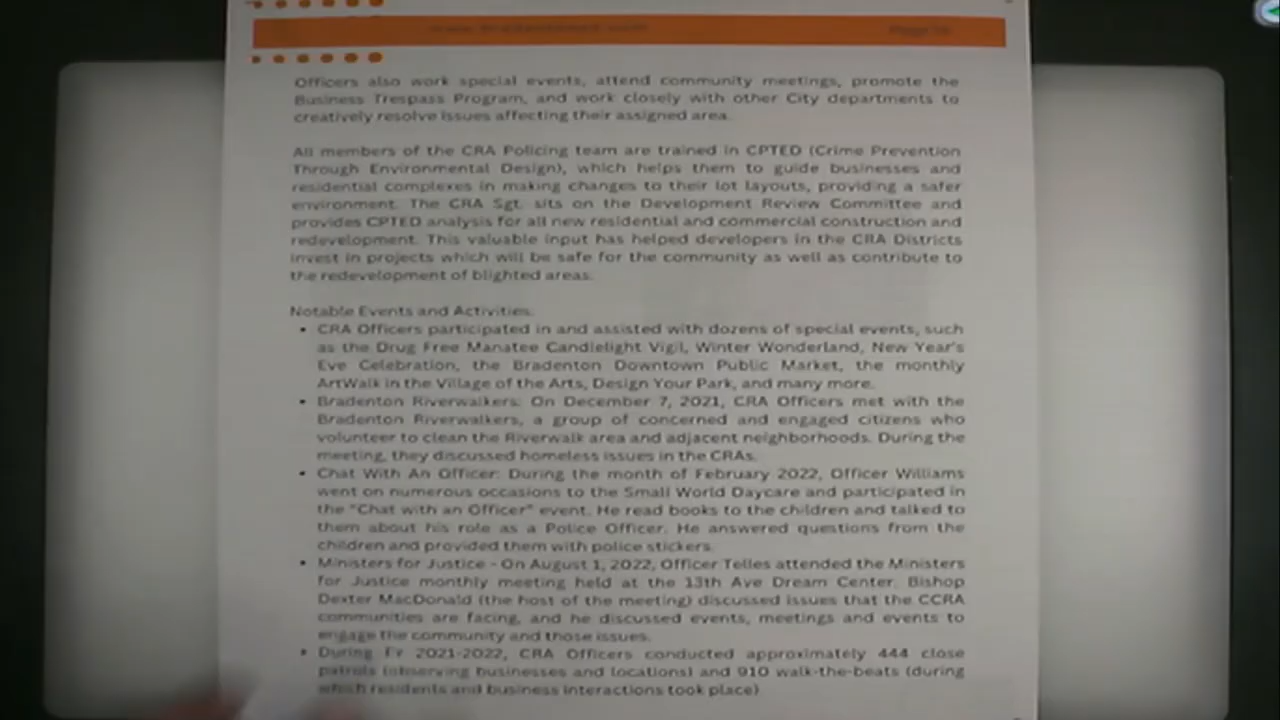 Officers also work special events, attend community meetings, promote the
Business Trespass Program, and work closely with other City departments to
creatively resolve issues affecting their assigned area.
All members of the CRA Policing team are trained in CPTED (Crime Prevention
Through Environmental Design), which helps them to guide businesses and
residential complexes in making changes to their lot layouts, providing a safer
environment. The CRA Sgt. sits on the Development Review Committee and
provides CPTED analysis for all new residential and commercial construction and
redevelopment. This valuable input has helped developers in the CRA Districts
invest in projects which will be safe for the community as well as contribute to
the redevelopment of blighted areas.
Notable Events and Activities:
• CRA Officers participated in and assisted with dozens of special events, such
as the Drug Free Manatee Candlelight Vigil, Winter Wonderland, New Year's
Eve Celebration, the Bradenton Downtown Public Market, the monthly
ArtWalk in the Village of the Arts, Design Your Park, and many more.
• Bradenton Riverwalkers: On December 7, 2021, CRA Officers met with the
Bradenton Riverwalkers, a group of concerned and engaged citizens who
volunteer to clean the Riverwalk area and adjacent neighborhoods. During the
meeting, they discussed homeless issues in the CRAs.
• Chat With An Officer: During the month of February 2022, Officer Williams
went on numerous occasions to the Small World Daycare and participated in
the "Chat with an Officer" event. He read books to the children and talked to
them about his role as a Police Officer. He answered questions from the
children and provided them with police stickers.
• Ministers for Justice - On August 1, 2022, Officer Telles attended the Ministers
for Justice monthly meeting held at the 13th Ave Dream Center. Bishop
Dexter MacDonald (the host of the meeting) discussed issues that the CCRA
communities are facing, and he discussed events, meetings and events to
engage the community and those issues.
• During FY 2021-2022, CRA Officers conducted approximately 444 close
patrols (observing businesses and locations) and 910 walk-the-beats (during
which residents and business interactions took place)